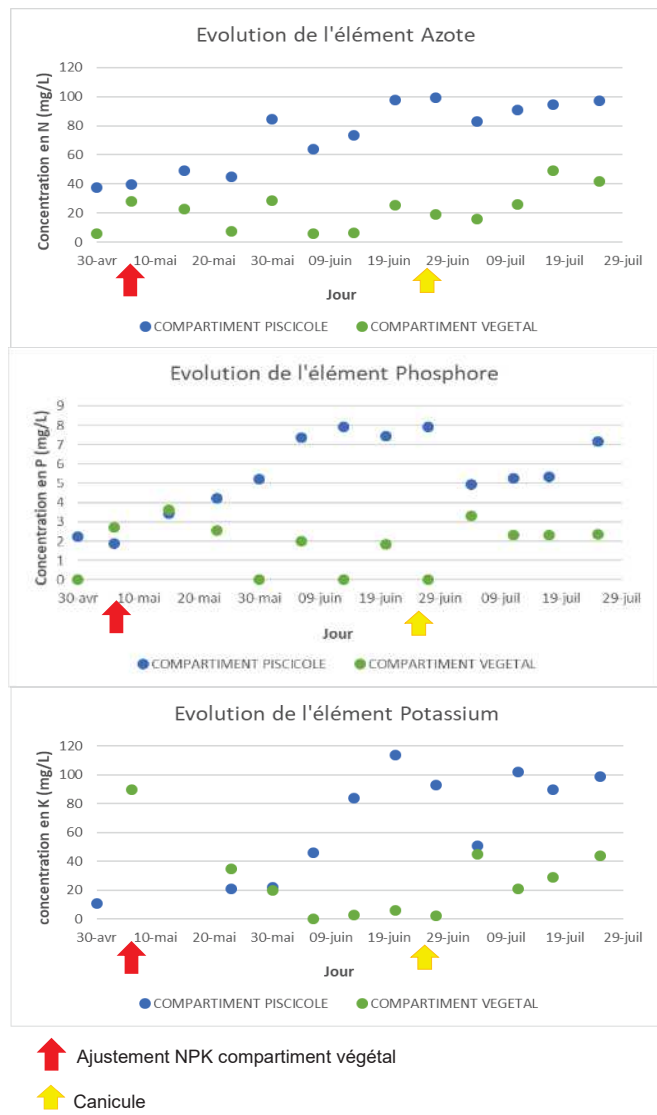 Evolution de l'élément Azote
Concentration en N (mg/L)
120
100
80
60
40
20
0
30-avr 10-mai 20-mai 30-mai 09-juin 19-juin 29-juin 09-juil 19-juil 29-juil
Jour
COMPARTIMENT PISCICOLE COMPARTIMENT VEGETAL
Evolution de l'élément Phosphore
Concentration en P (mg/L)
9
8
7
6
5
4
3
2
1
0
30-avr 10-mai 20-mai 30-mai 09-juin 19-juin 29-juin 09-juil 19-juil 29-juil
Jour
COMPARTIMENT PISCICOLE COMPARTIMENT VEGETAL
Evolution de l'élément Potassium
concentration en K (mg/L)
120
100
80
60
40
20
0
30-avr 10-mai 20-mai 30-mai 09-juin 19-juin 29-juin 09-juil 19-juil 29-juil
Jour
COMPARTIMENT PISCICOLE COMPARTIMENT VEGETAL
Ajustement NPK compartiment végétal
Canicule